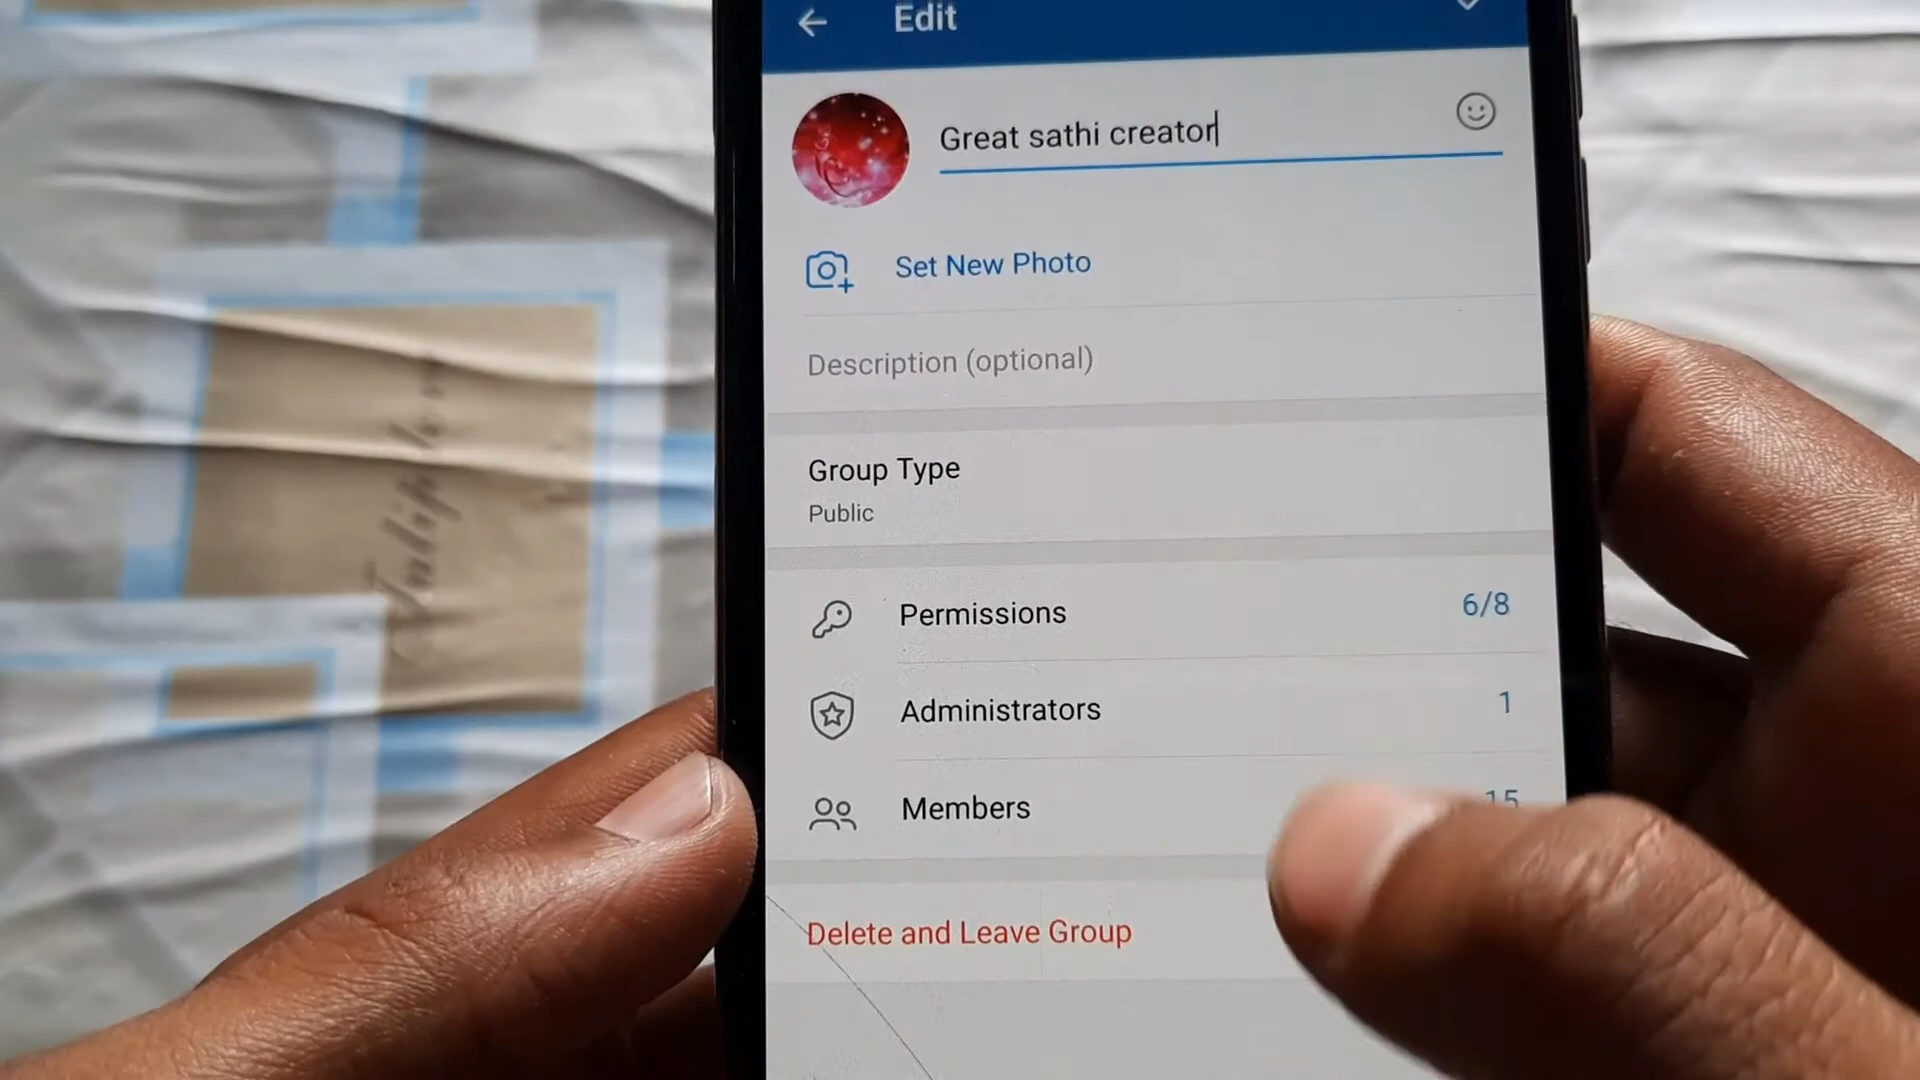 Edit
Great sathi creator
Set New Photo
Description (optional)
Group Type
Public
Permissions
6/8
Administrators
1
Members
15
Delete and Leave Group